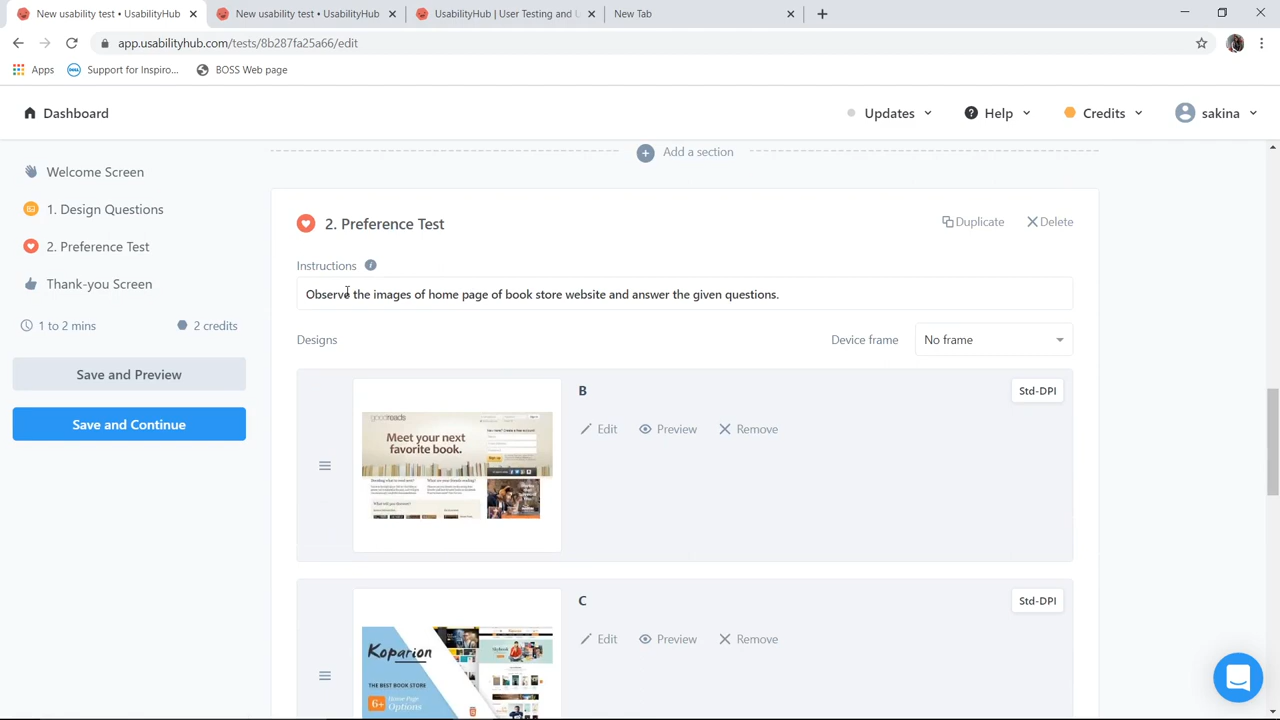 New usability test • UsabilityHub
New usability test • UsabilityHub
UsabilityHub | User Testing and U
New Tab
app.usabilityhub.com/tests/8b287fa25a66/edit
Apps
Support for Inspiro...
BOSS Web page
Dashboard
Updates
Help
Credits
sakina
Welcome Screen
1. Design Questions
2. Preference Test
Thank-you Screen
1 to 2 mins
2 credits
Save and Preview
Save and Continue
Add a section
2. Preference Test
Duplicate
Delete
Instructions
Observe the images of home page of book store website and answer the given questions.
Designs
Device frame
No frame
B
Std-DPI
Edit
Preview
Remove
goodreads
Meet your next
favorite book.
C
Std-DPI
Edit
Preview
Remove
Koparion
THE BEST BOOK STORE
6+
Home Page
Options